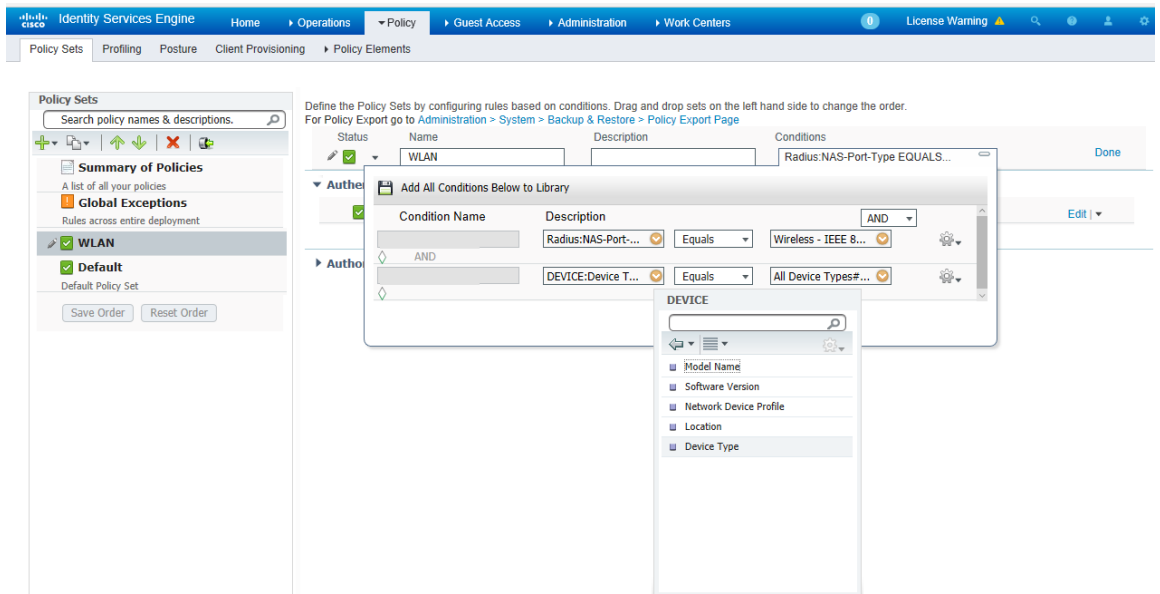 cisco Identity Services Engine Home Operations Policy Guest Access Administration Work Centers 0 License Warning
Policy Sets Profiling Posture Client Provisioning Policy Elements
Policy Sets
Search policy names & descriptions.
Summary of Policies
A list of all your policies
Global Exceptions
Rules across entire deployment
WLAN
Default
Default Policy Set
Save Order Reset Order
Define the Policy Sets by configuring rules based on conditions. Drag and drop sets on the left hand side to change the order.
For Policy Export go to Administration > System > Backup & Restore > Policy Export Page
Status Name Description Conditions
WLAN Radius:NAS-Port-Type EQUALS... Done
Authe
Edit |
Autho
Add All Conditions Below to Library
Condition Name Description AND
Radius:NAS-Port-... Equals Wireless - IEEE 8...
AND
DEVICE:Device T... Equals All Device Types#...
DEVICE
Model Name
Software Version
Network Device Profile
Location
Device Type